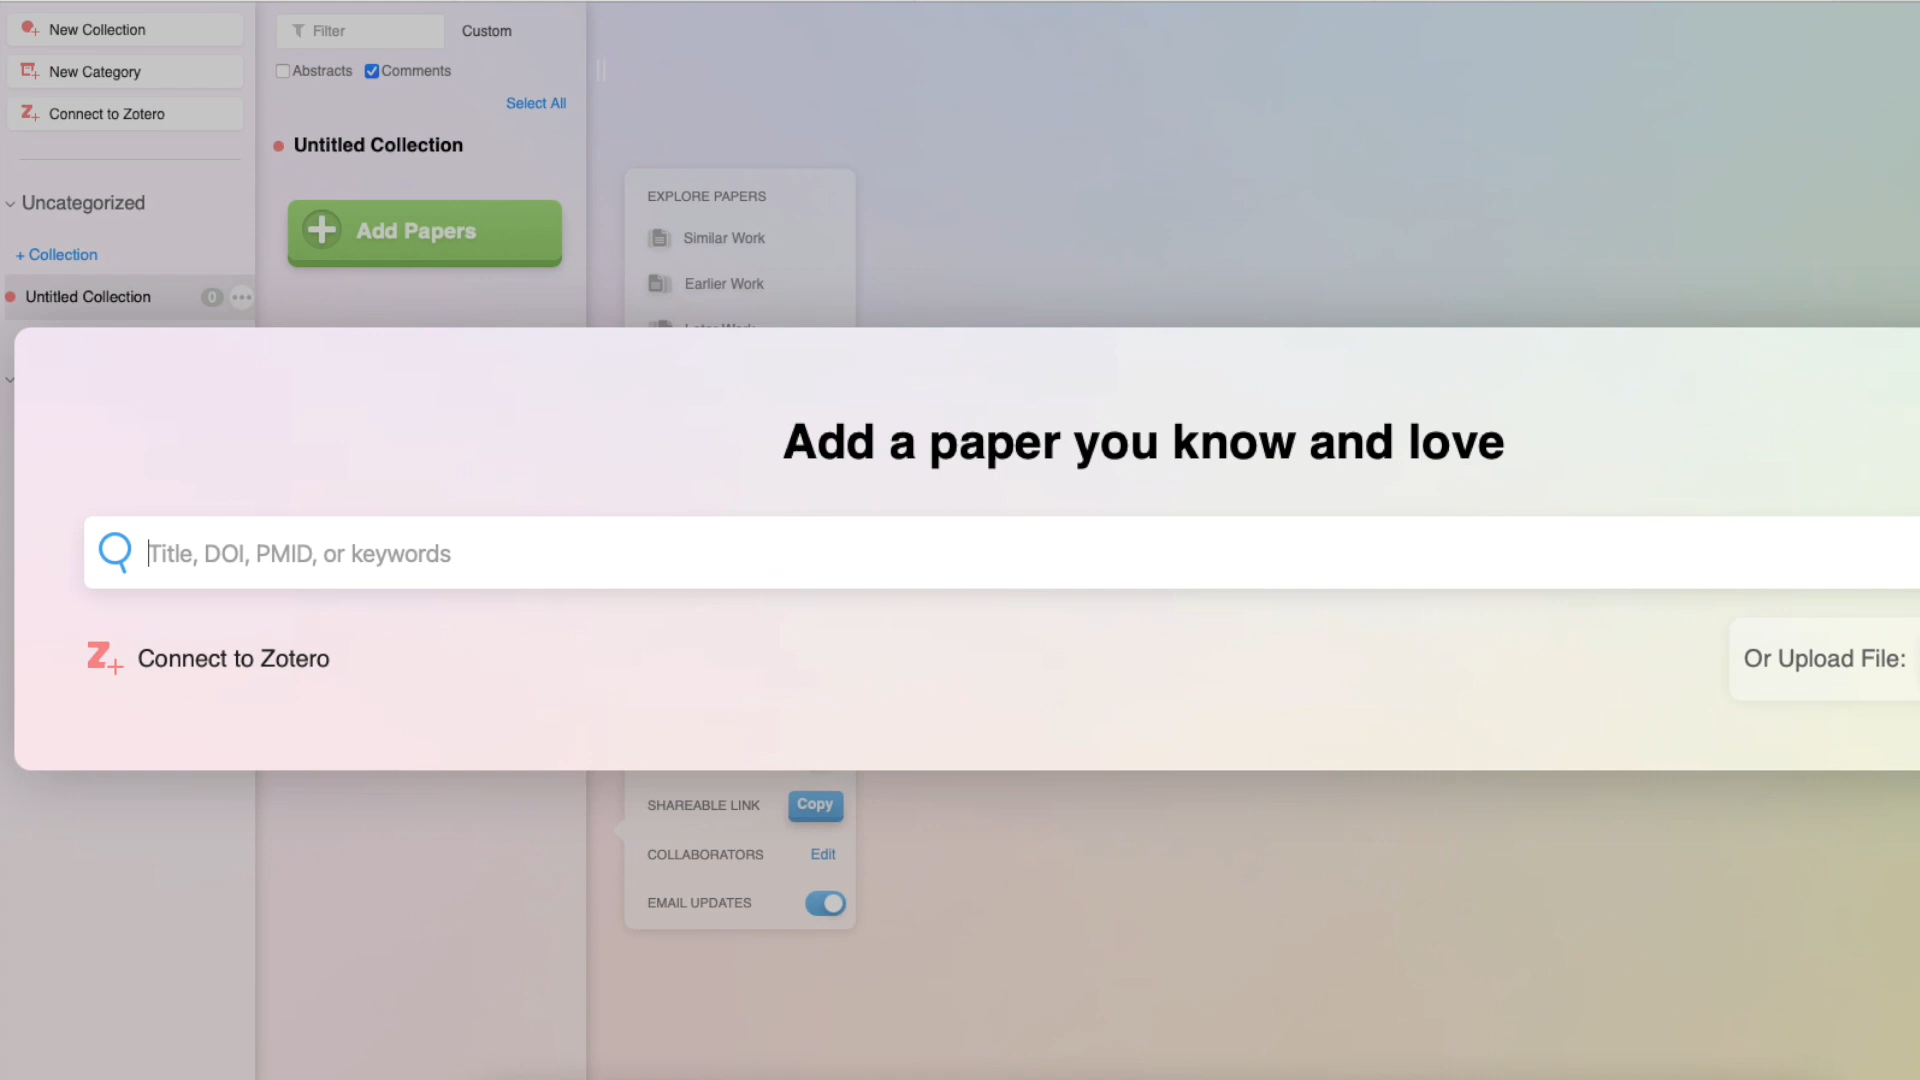 New Collection
New Category
Connect to Zotero
Uncategorized
+ Collection
Untitled Collection 0
Filter Custom
Abstracts Comments
Select All
Untitled Collection
Add Papers
EXPLORE PAPERS
Similar Work
Earlier Work
Later Work
Add a paper you know and love
Title, DOI, PMID, or keywords
Connect to Zotero
Or Upload File:
SHAREABLE LINK Copy
COLLABORATORS Edit
EMAIL UPDATES